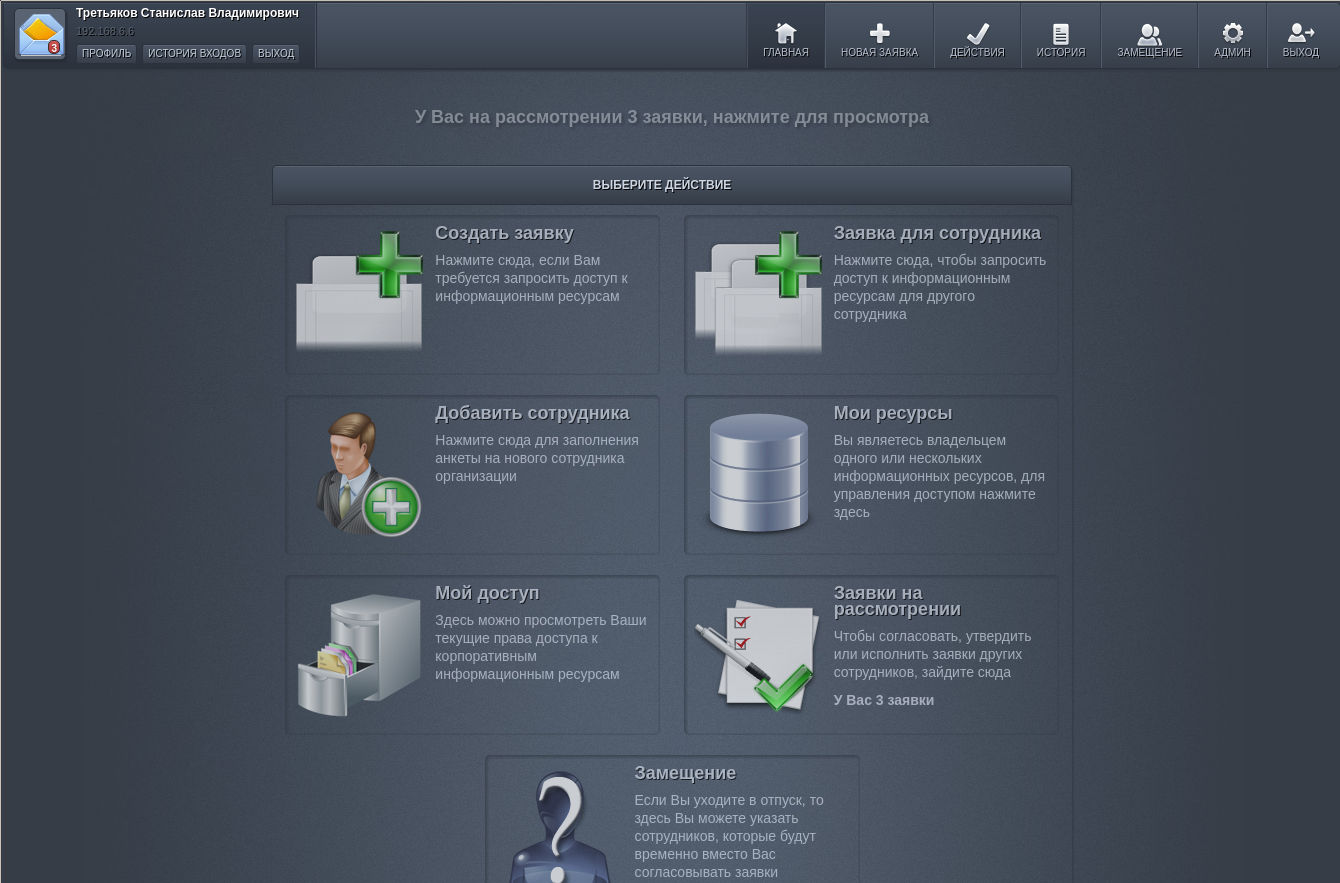 Третьяков Станислав Владимирович
192.168.6.6
ПРОФИЛЬ ИСТОРИЯ ВХОДОВ ВЫХОД
3
ГЛАВНАЯ НОВАЯ ЗАЯВКА ДЕЙСТВИЯ ИСТОРИЯ ЗАМЕЩЕНИЕ АДМИН ВЫХОД
У Вас на рассмотрении 3 заявки, нажмите для просмотра
ВЫБЕРИТЕ ДЕЙСТВИЕ
Создать заявку
Нажмите сюда, если Вам
требуется запросить доступ к
информационным ресурсам
Заявка для сотрудника
Нажмите сюда, чтобы запросить
доступ к информационным
ресурсам для другого
сотрудника
Добавить сотрудника
Нажмите сюда для заполнения
анкеты на нового сотрудника
организации
Мои ресурсы
Вы являетесь владельцем
одного или нескольких
информационных ресурсов, для
управления доступом нажмите
здесь
Мой доступ
Здесь можно просмотреть Ваши
текущие права доступа к
корпоративным
информационным ресурсам
Заявки на
рассмотрении
Чтобы согласовать, утвердить
или исполнить заявки других
сотрудников, зайдите сюда
У Вас 3 заявки
Замещение
Если Вы уходите в отпуск, то
здесь Вы можете указать
сотрудников, которые будут
временно вместо Вас
согласовывать заявки